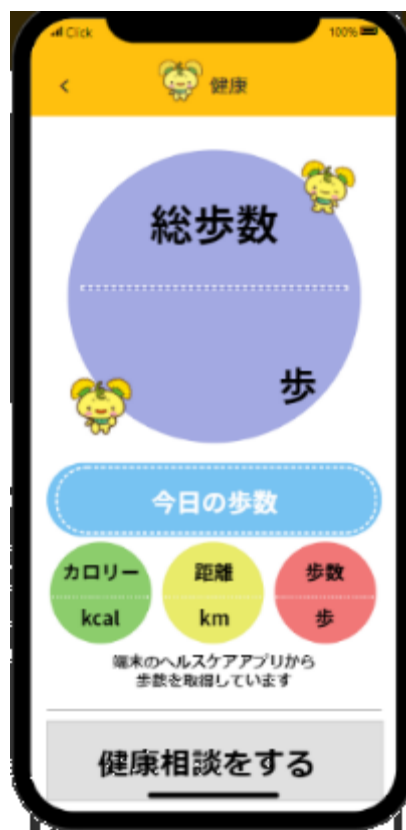 Click 100%
< 健康
総歩数
歩
今日の歩数
カロリー 距離 歩数
kcal km 歩
端末のヘルスケアアプリから
歩数を取得しています
健康相談をする